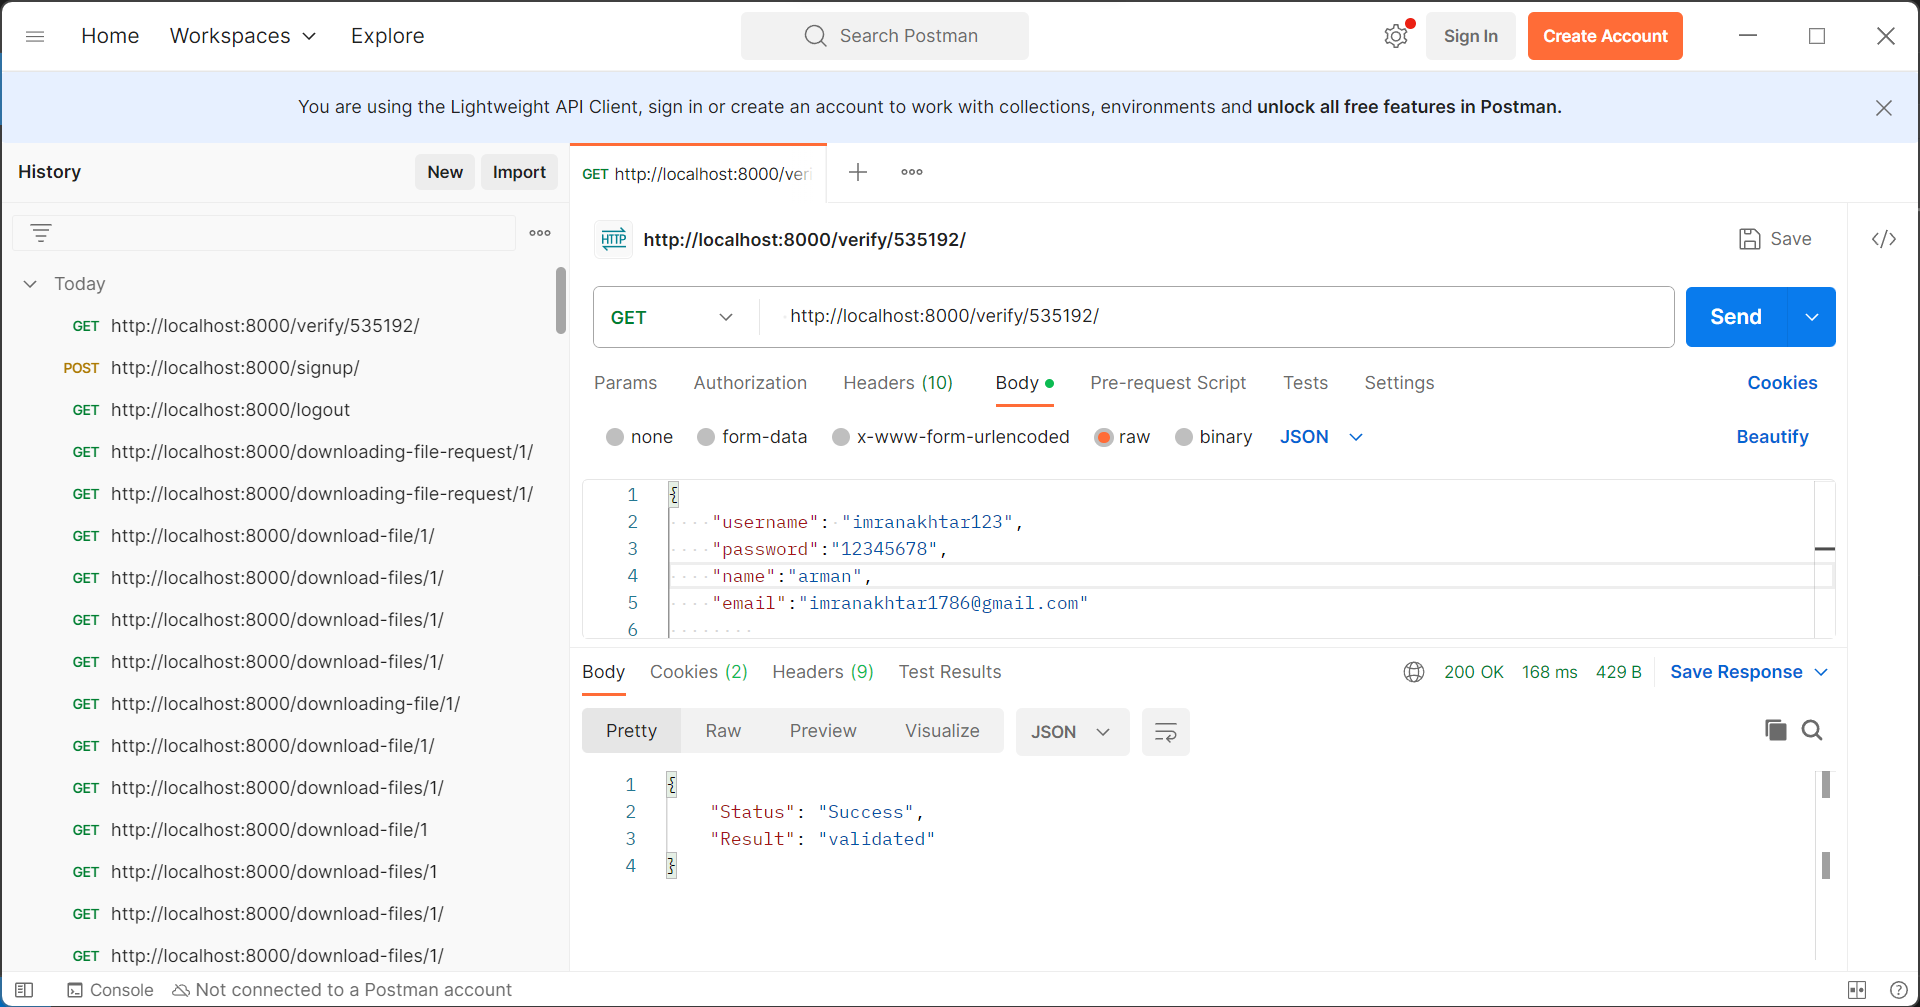 Home Workspaces Explore Search Postman Sign In Create Account
You are using the Lightweight API Client, sign in or create an account to work with collections, environments and unlock all free features in Postman.
History New Import
Today
GET http://localhost:8000/verify/535192/
POST http://localhost:8000/signup/
GET http://localhost:8000/logout
GET http://localhost:8000/downloading-file-request/1/
GET http://localhost:8000/downloading-file-request/1/
GET http://localhost:8000/download-file/1/
GET http://localhost:8000/download-files/1/
GET http://localhost:8000/download-files/1/
GET http://localhost:8000/download-files/1/
GET http://localhost:8000/downloading-file/1/
GET http://localhost:8000/download-file/1/
GET http://localhost:8000/download-files/1/
GET http://localhost:8000/download-file/1
GET http://localhost:8000/download-files/1
GET http://localhost:8000/download-files/1/
GET http://localhost:8000/download-files/1/
GET http://localhost:8000/veri
HTTP http://localhost:8000/verify/535192/ Save </>
GET http://localhost:8000/verify/535192/ Send
Params Authorization Headers (10) Body Pre-request Script Tests Settings Cookies
none form-data x-www-form-urlencoded raw binary JSON Beautify
1 {
2 "username": "imranakhtar123",
3 "password":"12345678",
4 "name":"arman",
5 "email":"imranakhtar1786@gmail.com"
6
Body Cookies (2) Headers (9) Test Results 200 OK 168 ms 429 B Save Response
Pretty Raw Preview Visualize JSON
1 {
2 "Status": "Success",
3 "Result": "validated"
4 }
Console Not connected to a Postman account